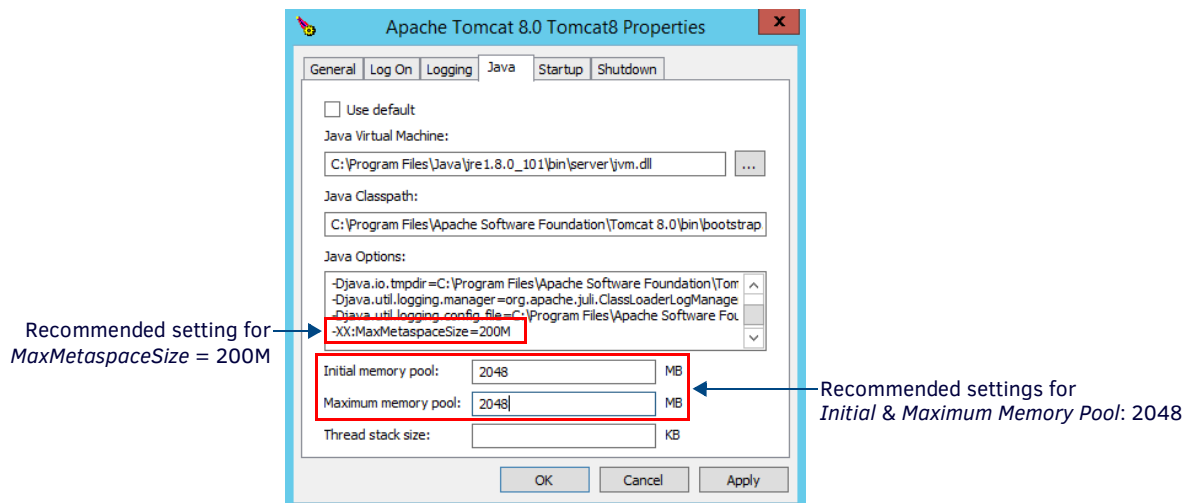 Apache Tomcat 8.0 Tomcat8 Properties
x
General Log On Logging Java Startup Shutdown
Use default
Java Virtual Machine:
C:\Program Files\Java\jre1.8.0_101\bin\server\jvm.dll
...
Java Classpath:
C:\Program Files\Apache Software Foundation\Tomcat 8.0\bin\bootstrap
Java Options:
-Djava.io.tmpdir=C:\Program Files\Apache Software Foundation\Tom
-Djava.util.logging.manager=org.apache.juli.ClassLoaderLogManage
-Djava.util.logging.config.file=C:\Program Files\Apache Software Fou
-XX:MaxMetaspaceSize=200M
Recommended setting for
MaxMetaspaceSize = 200M
Initial memory pool: 2048 MB
Maximum memory pool: 2048 MB
Recommended settings for
Initial & Maximum Memory Pool: 2048
Thread stack size: KB
OK Cancel Apply